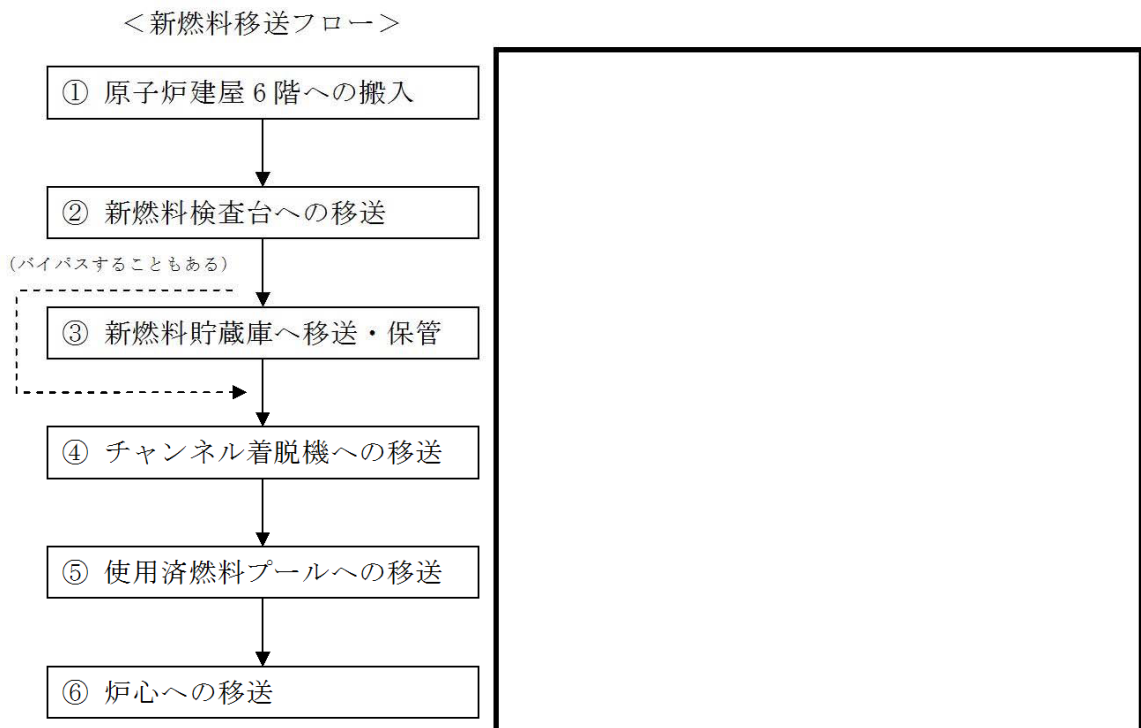 ＜新燃料移送フロー＞
① 原子炉建屋6階への搬入
② 新燃料検査台への移送
（バイパスすることもある）
③ 新燃料貯蔵庫へ移送・保管
④ チャンネル着脱機への移送
⑤ 使用済燃料プールへの移送
⑥ 炉心への移送